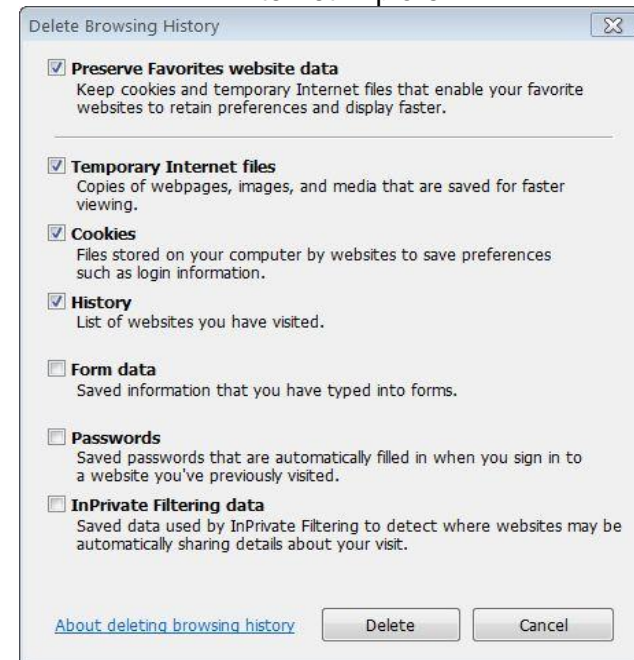 Delete Browsing History
Preserve Favorites website data
Keep cookies and temporary Internet files that enable your favorite
websites to retain preferences and display faster.
Temporary Internet files
Copies of webpages, images, and media that are saved for faster
viewing.
Cookies
Files stored on your computer by websites to save preferences
such as login information.
History
List of websites you have visited.
Form data
Saved information that you have typed into forms.
Passwords
Saved passwords that are automatically filled in when you sign in to
a website you've previously visited.
InPrivate Filtering data
Saved data used by InPrivate Filtering to detect where websites may be
automatically sharing details about your visit.
About deleting browsing history Delete Cancel